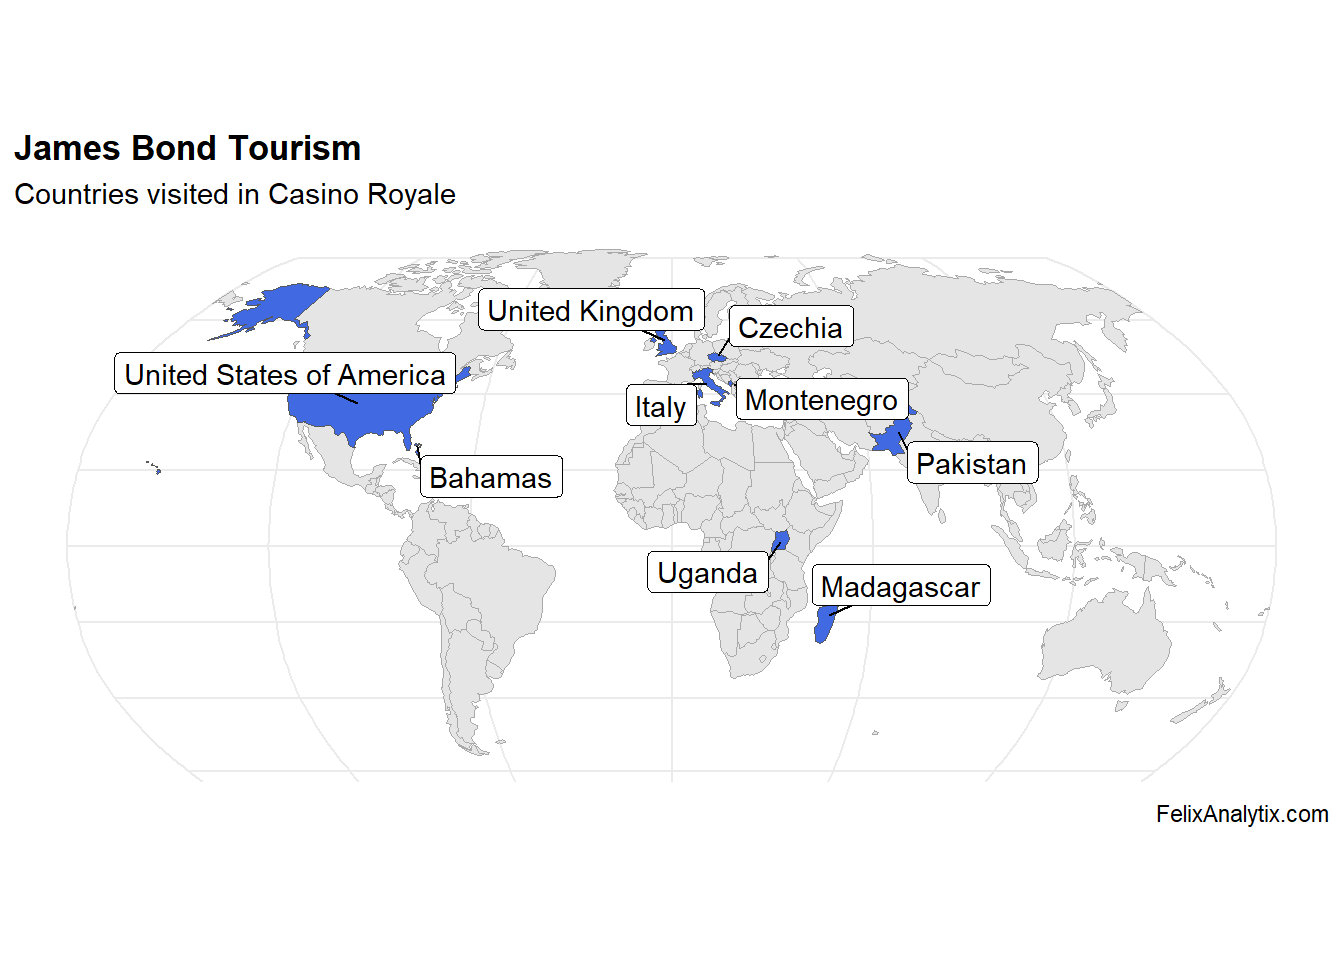 James Bond Tourism
Countries visited in Casino Royale
United Kingdom
Czechia
United States of America
Italy
Montenegro
Bahamas
Pakistan
Uganda
Madagascar
FelixAnalytix.com